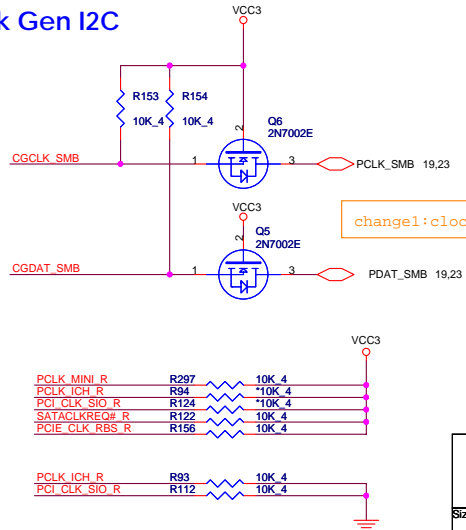 k Gen I2C
VCC3
R153 R154
10K_4 10K_4
Q6
2N7002E
2
CGCLK_SMB 1 3 PCLK_SMB 19,23
VCC3
change1:cloc
Q5
2N7002E
2
CGDAT_SMB 1 3 PDAT_SMB 19,23
VCC3
PCLK_MINI_R R297 10K_4
PCLK_ICH_R R94 *10K_4
PCI_CLK_SIO_R R124 *10K_4
SATACLKREQ#_R R122 10K_4
PCIE_CLK_RBS_R R156 10K_4
PCLK_ICH_R R93 10K_4
PCI_CLK_SIO_R R112 10K_4
Siz